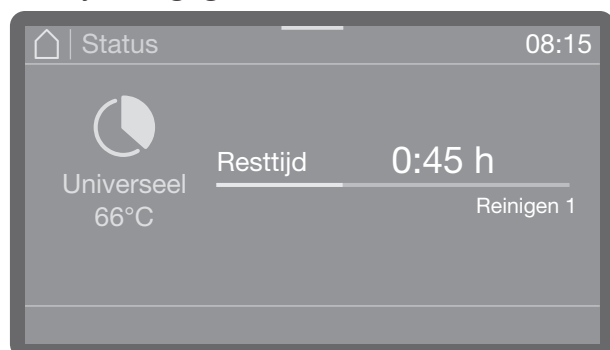 Status 08:15
Resttijd 0:45 h
Universeel
66°C
Reinigen 1